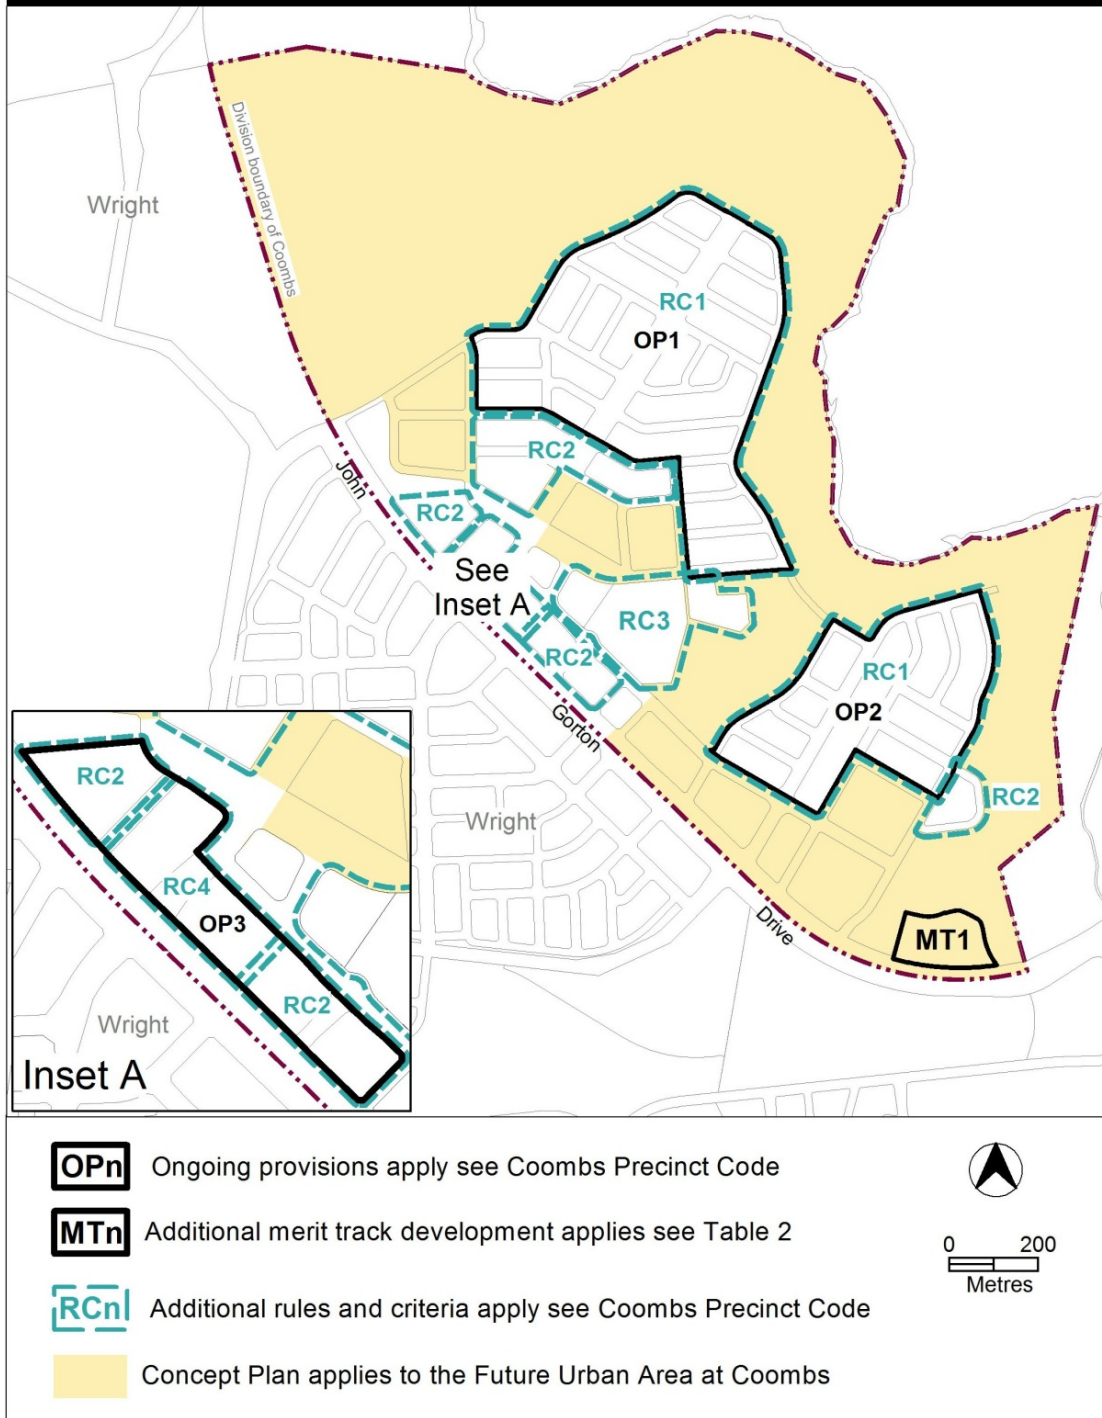 Division boundary of Coombs
Wright
RC1
OP1
RC2
John
RC2
See
Inset A
RC3
RC2
RC1
OP2
Gorton
RC2
Wright
Drive
MT1
RC2
RC4
OP3
RC2
Wright
Inset A
OPn Ongoing provisions apply see Coombs Precinct Code
MTn Additional merit track development applies see Table 2
0 200
Metres
RCn Additional rules and criteria apply see Coombs Precinct Code
Concept Plan applies to the Future Urban Area at Coombs